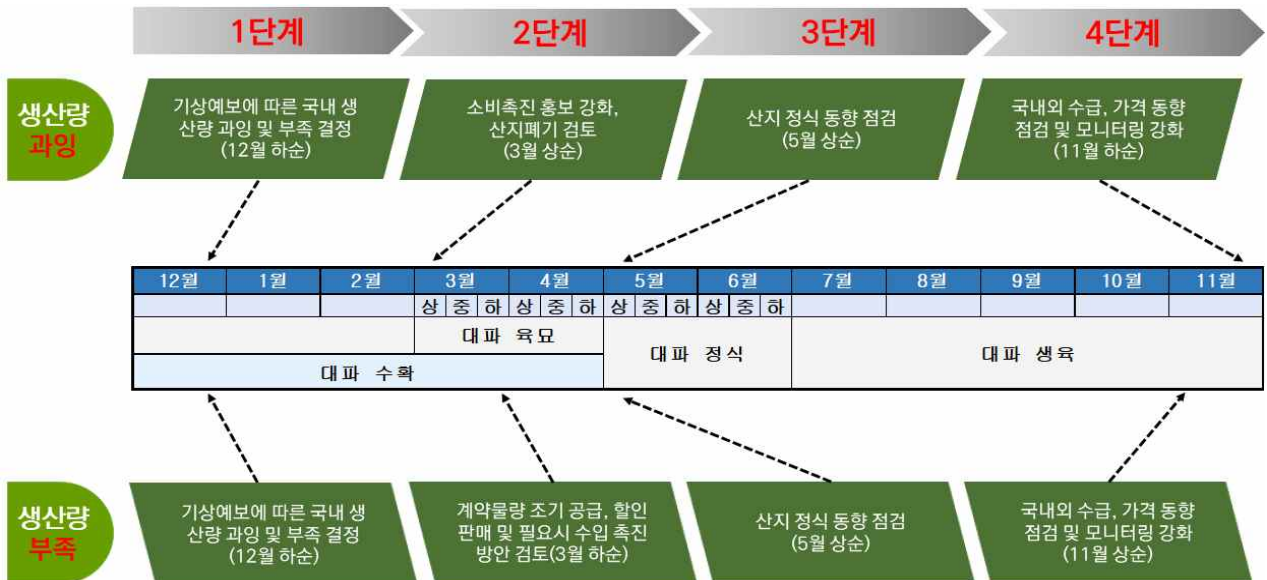 1단계
2단계
3단계
4단계
생산량
과잉
기상예보에 따른 국내 생
산량 과잉 및 부족 결정
(12월 하순)
소비촉진 홍보 강화,
산지폐기 검토
(3월 상순)
산지 정식 동향 점검
(5월 상순)
국내외 수급, 가격 동향
점검 및 모니터링 강화
(11월 하순)
12월 1월 2월 3월 4월 5월 6월 7월 8월 9월 10월 11월
상 중 하 상 중 하 상 중 하 상 중 하
대파 육묘
대파 수확
대파 정식
대파 생육
생산량
부족
기상예보에 따른 국내 생
산량 과잉 및 부족 결정
(12월 하순)
계약물량 조기 공급, 할인
판매 및 필요시 수입 촉진
방안 검토(3월 하순)
산지 정식 동향 점검
(5월 상순)
국내외 수급, 가격 동향
점검 및 모니터링 강화
(11월 상순)